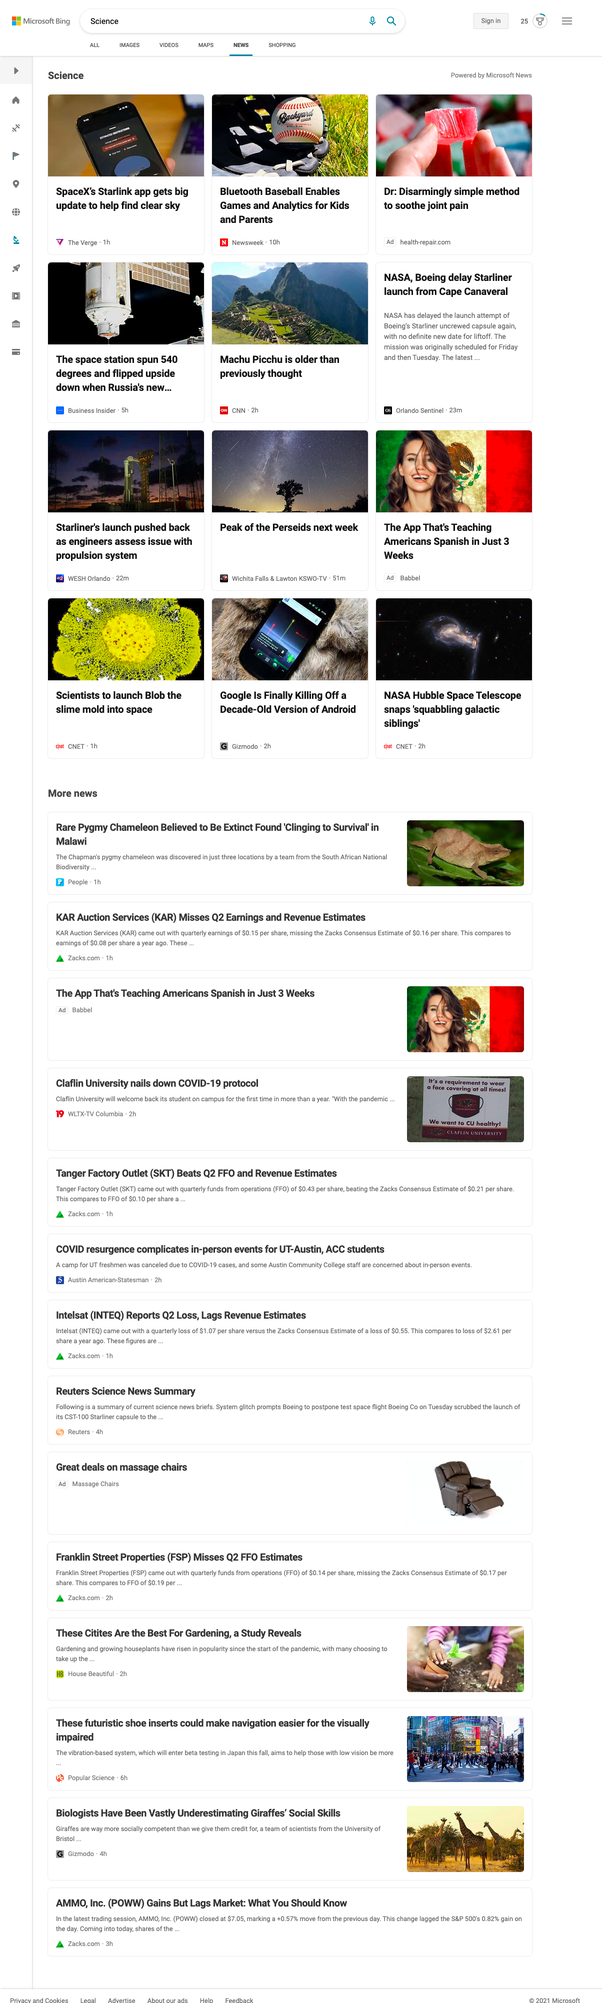 Microsoft Bing
Science
Sign in
25
ALL IMAGES VIDEOS MAPS NEWS SHOPPING
Science
Powered by Microsoft News
SpaceX's Starlink app gets big
update to help find clear sky
The Verge · 1h
Backyard
Bluetooth Baseball Enables
Games and Analytics for Kids
and Parents
Newsweek · 10h
Dr: Disarmingly simple method
to soothe joint pain
Ad health-repair.com
The space station spun 540
degrees and flipped upside
down when Russia's new...
Business Insider · 5h
Machu Picchu is older than
previously thought
CNN · 2h
NASA, Boeing delay Starliner
launch from Cape Canaveral
NASA has delayed the launch attempt of
Boeing's Starliner uncrewed capsule again,
with no definite new date for liftoff. The
mission was originally scheduled for Friday
and then Tuesday. The latest ...
Orlando Sentinel · 23m
Starliner's launch pushed back
as engineers assess issue with
propulsion system
WESH Orlando · 22m
Peak of the Perseids next week
Wichita Falls & Lawton KSWO-TV · 51m
The App That's Teaching
Americans Spanish in Just 3
Weeks
Ad Babbel
Scientists to launch Blob the
slime mold into space
CNET · 1h
Google Is Finally Killing Off a
Decade-Old Version of Android
Gizmodo · 2h
NASA Hubble Space Telescope
snaps 'squabbling galactic
siblings'
CNET · 2h
More news
Rare Pygmy Chameleon Believed to Be Extinct Found 'Clinging to Survival' in
Malawi
The Chapman's pygmy chameleon was discovered in just three locations by a team from the South African National
Biodiversity ...
People · 1h
KAR Auction Services (KAR) Misses Q2 Earnings and Revenue Estimates
KAR Auction Services (KAR) came out with quarterly earnings of $0.15 per share, missing the Zacks Consensus Estimate of $0.16 per share. This compares to
earnings of $0.08 per share a year ago. These ...
Zacks.com · 1h
The App That's Teaching Americans Spanish in Just 3 Weeks
Ad Babbel
Claflin University nails down COVID-19 protocol
Claflin University will welcome back its student on campus for the first time in more than a year. "With the pandemic ...
WLTX-TV Columbia · 2h
It's a requirement to wear
a face covering at all times!
We want to CU healthy!
CLAFLIN UNIVERSITY
Tanger Factory Outlet (SKT) Beats Q2 FFO and Revenue Estimates
Tanger Factory Outlet (SKT) came out with quarterly funds from operations (FFO) of $0.43 per share, beating the Zacks Consensus Estimate of $0.21 per share.
This compares to FFO of $0.10 per share a ...
Zacks.com · 1h
COVID resurgence complicates in-person events for UT-Austin, ACC students
A camp for UT freshmen was canceled due to COVID-19 cases, and some Austin Community College staff are concerned about in-person events.
Austin American-Statesman · 2h
Intelsat (INTEQ) Reports Q2 Loss, Lags Revenue Estimates
Intelsat (INTEQ) came out with a quarterly loss of $1.07 per share versus the Zacks Consensus Estimate of a loss of $0.55. This compares to loss of $2.61 per
share a year ago. These figures are ...
Zacks.com · 1h
Reuters Science News Summary
Following is a summary of current science news briefs. System glitch prompts Boeing to postpone test space flight Boeing Co on Tuesday scrubbed the launch of
its CST-100 Starliner capsule to the ...
Reuters · 4h
Great deals on massage chairs
Ad Massage Chairs
Franklin Street Properties (FSP) Misses Q2 FFO Estimates
Franklin Street Properties (FSP) came out with quarterly funds from operations (FFO) of $0.14 per share, missing the Zacks Consensus Estimate of $0.17 per
share. This compares to FFO of $0.19 per ...
Zacks.com · 2h
These Citites Are the Best For Gardening, a Study Reveals
Gardening and growing houseplants have risen in popularity since the start of the pandemic, with many choosing to
take up the ...
House Beautiful · 2h
These futuristic shoe inserts could make navigation easier for the visually
impaired
The vibration-based system, which will enter beta testing in Japan this fall, aims to help those with low vision be more
...
Popular Science · 6h
Biologists Have Been Vastly Underestimating Giraffes' Social Skills
Giraffes are way more socially competent than we give them credit for, a team of scientists from the University of
Bristol ...
Gizmodo · 4h
AMMO, Inc. (POWW) Gains But Lags Market: What You Should Know
In the latest trading session, AMMO, Inc. (POWW) closed at $7.05, marking a +0.57% move from the previous day. This change lagged the S&P 500's 0.82% gain on
the day. Coming into today, shares of the ...
Zacks.com · 3h
Privacy and Cookies Legal Advertise About our ads Help Feedback
© 2021 Microsoft